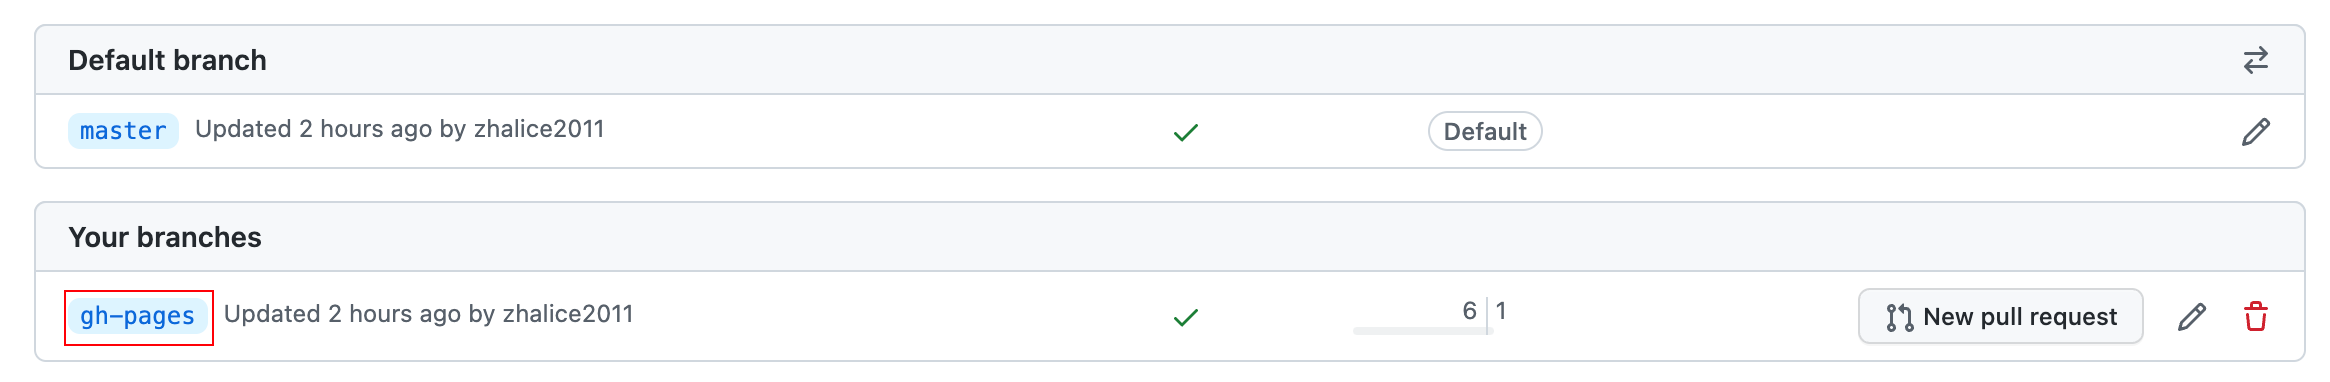 Default branch
master Updated 2 hours ago by zhalice2011 Default
Your branches
gh-pages Updated 2 hours ago by zhalice2011 6 1 New pull request